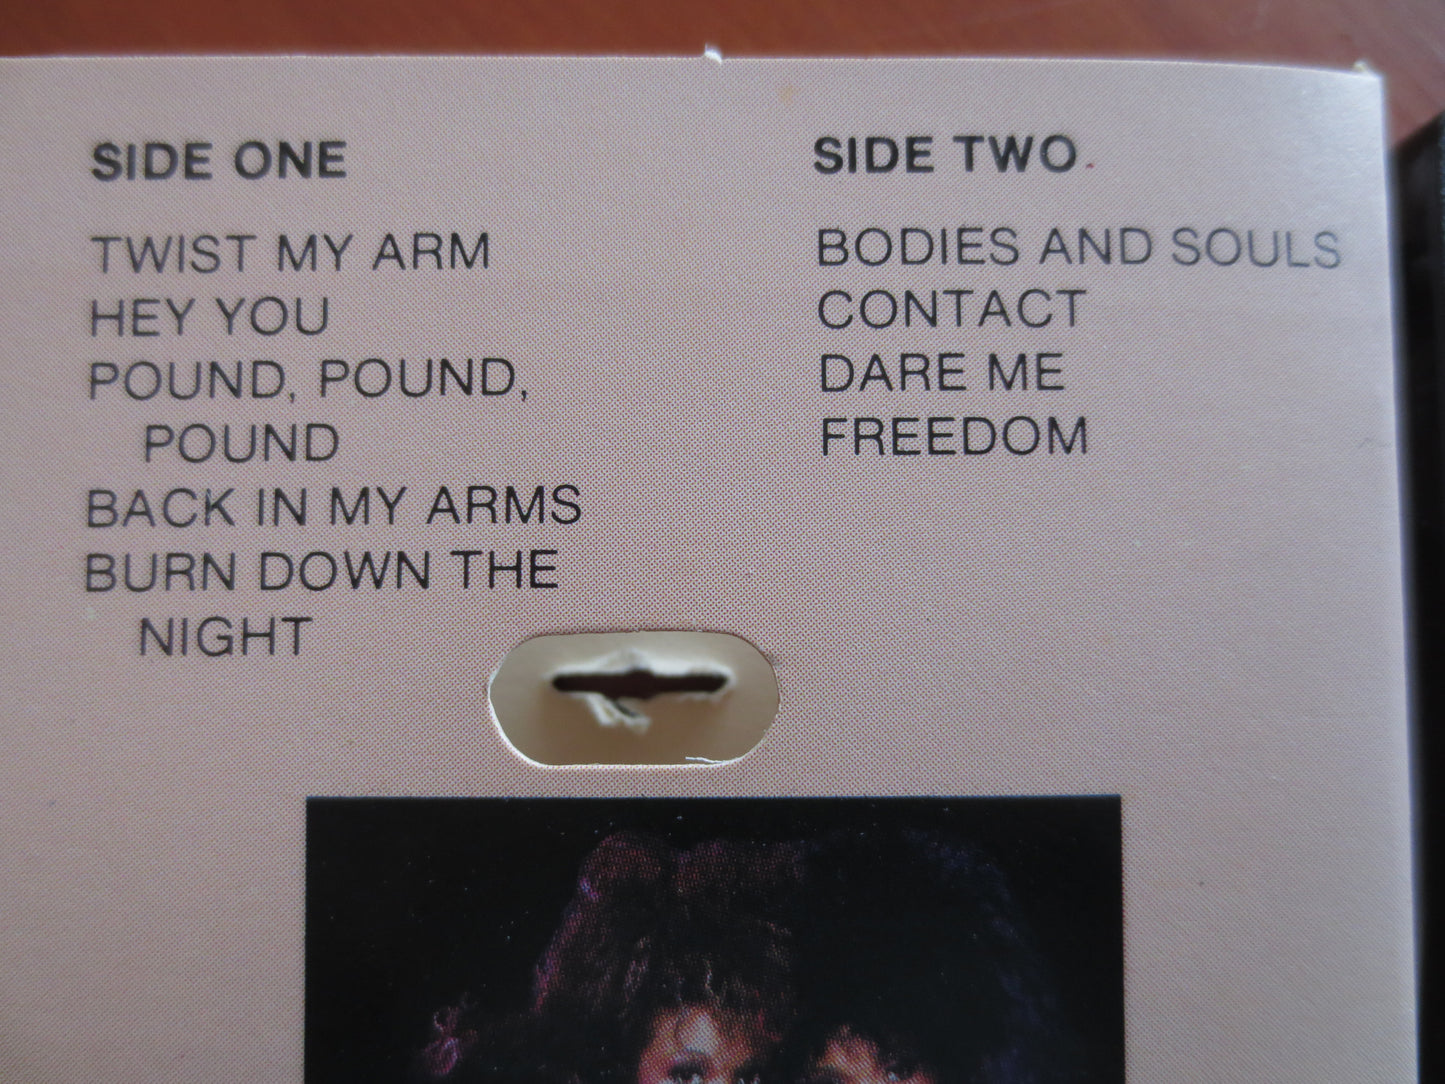 SIDE ONE
TWIST MY ARM
HEY YOU
POUND, POUND,
POUND
BACK IN MY ARMS
BURN DOWN THE
NIGHT
SIDE TWO
BODIES AND SOULS
CONTACT
DARE ME
FREEDOM